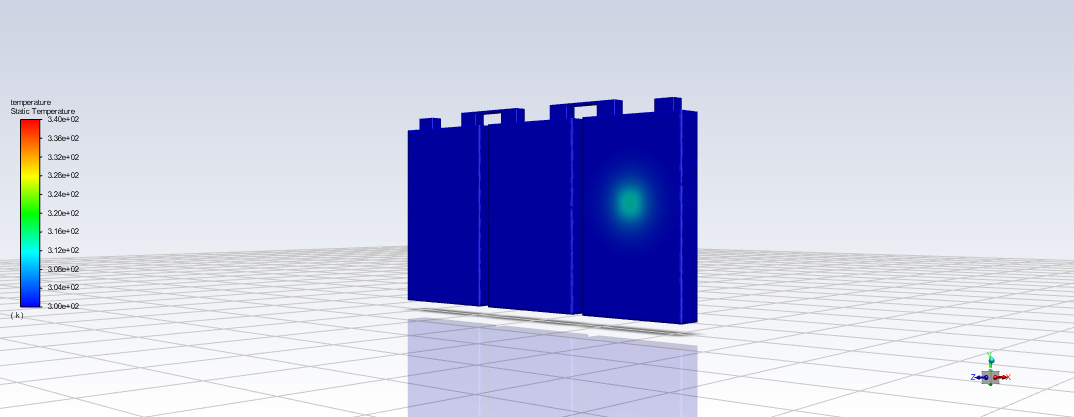 temperature
Static Temperature
3.40e+02
3.36e+02
3.32e+02
3.28e+02
3.24e+02
3.20e+02
3.16e+02
3.12e+02
3.08e+02
3.04e+02
3.00e+02
( k )
Y
Z
X